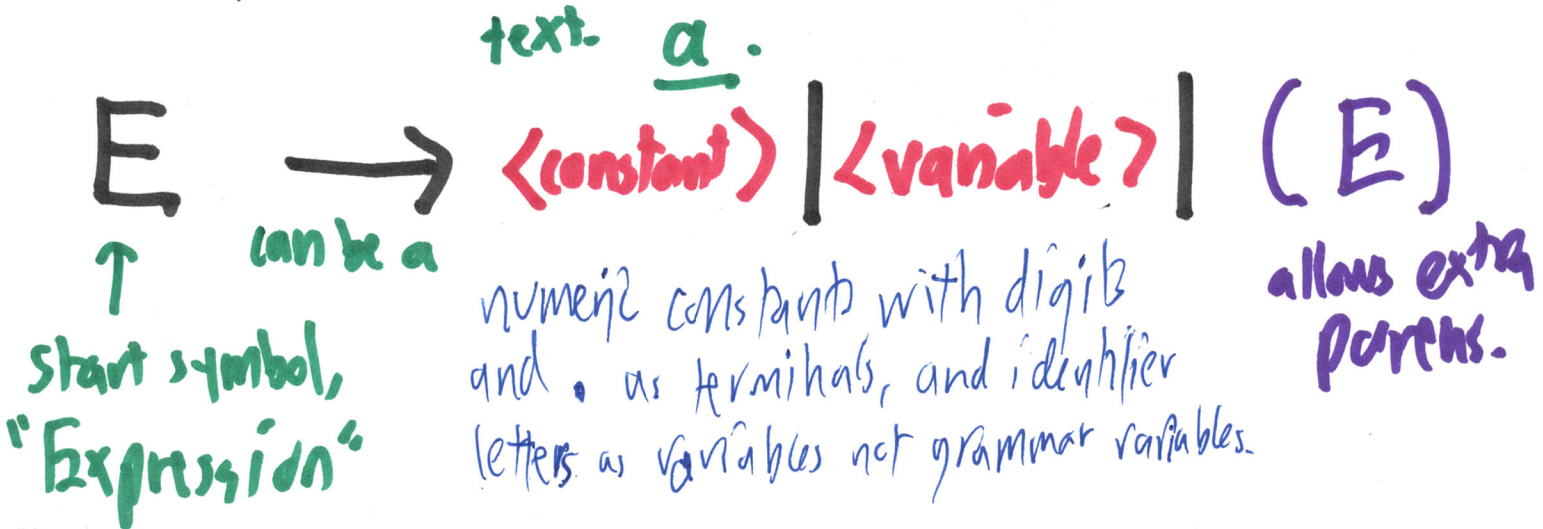 text. a .
E → <constant> | <variable> | (E)
can be a
start symbol,
"Expression"
numeric constants with digits
and . as terminals, and identifier
letters as variables not grammar variables.
allows extra
parens.